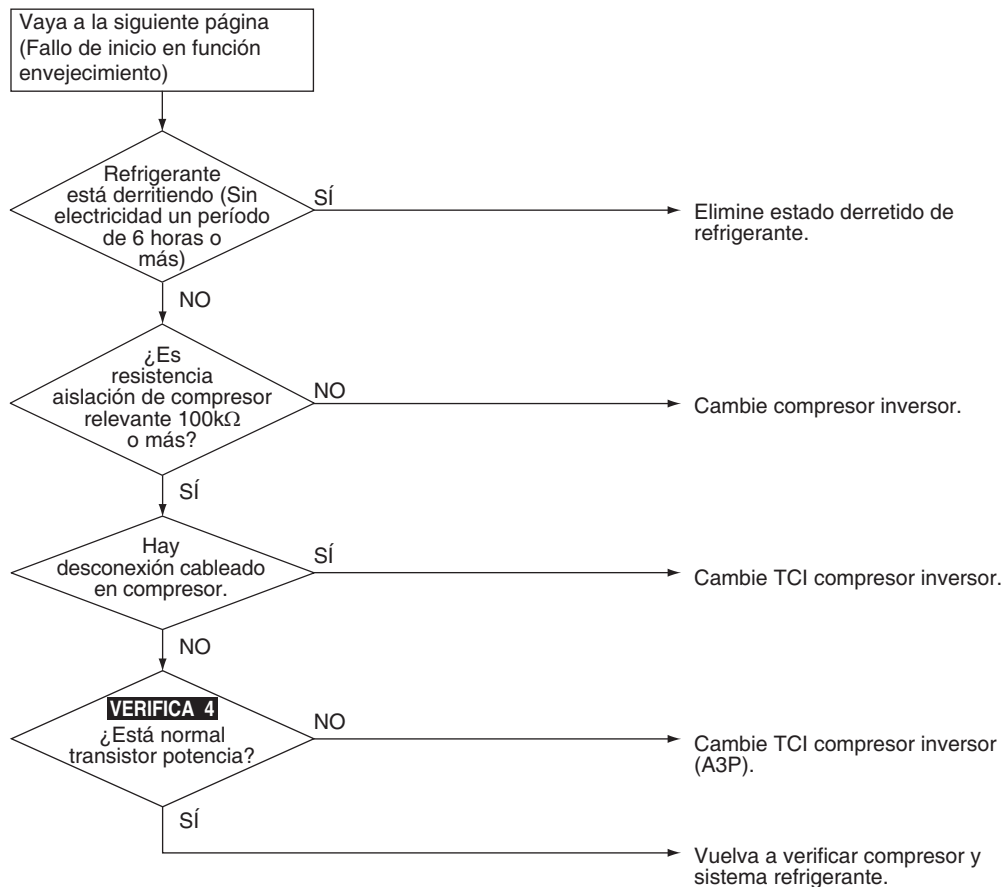 Vaya a la siguiente página
(Fallo de inicio en función
envejecimiento)
Refrigerante
está derritiendo (Sin
electricidad un período
de 6 horas o
más)
SÍ
Elimine estado derretido de
refrigerante.
NO
¿Es
resistencia
aislación de compresor
relevante 100kΩ
o más?
NO
Cambie compresor inversor.
SÍ
Hay
desconexión cableado
en compresor.
SÍ
Cambie TCI compresor inversor.
NO
VERIFICA 4
¿Está normal
transistor potencia?
NO
Cambie TCI compresor inversor
(A3P).
SÍ
Vuelva a verificar compresor y
sistema refrigerante.